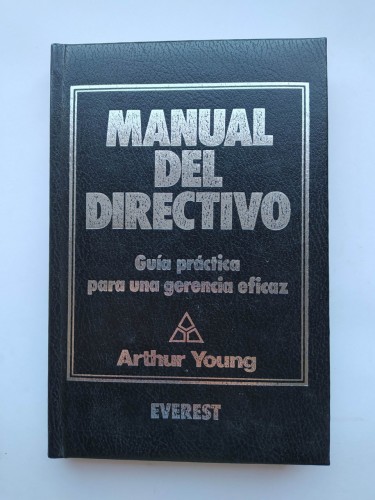 MANUAL
DEL
DIRECTIVO
Guía práctica
para una gerencia eficaz
Arthur Young
EVEREST